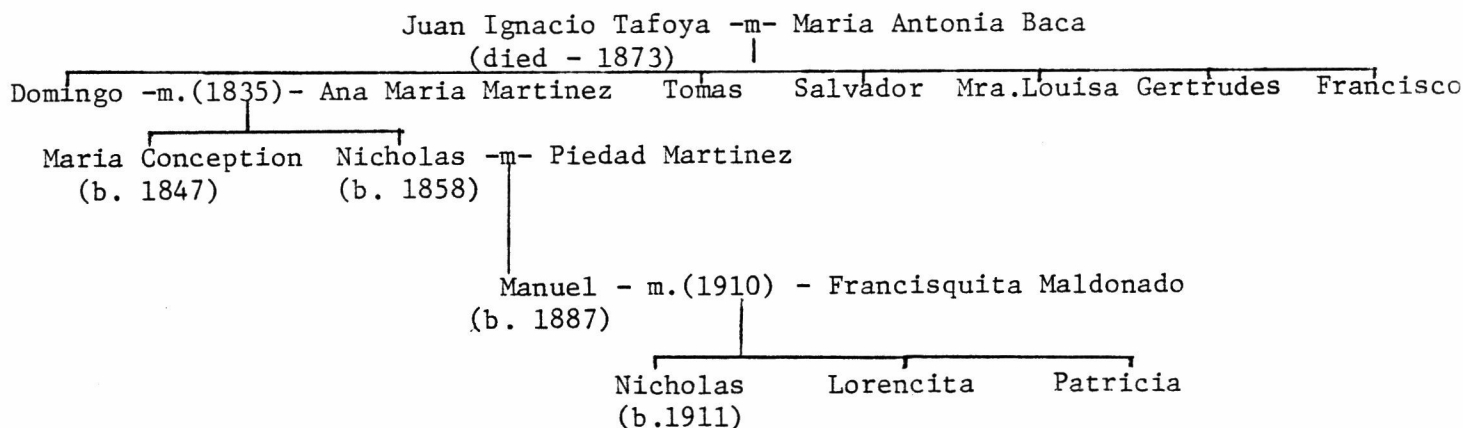 Juan Ignacio Tafoya -m- Maria Antonia Baca
(died - 1873)
Domingo -m.(1835)- Ana Maria Martinez Tomas Salvador Mra.Louisa Gertrudes Francisco
Maria Conception Nicholas -m- Piedad Martinez
(b. 1847) (b. 1858)
Manuel - m.(1910) - Francisquita Maldonado
(b. 1887)
Nicholas Lorencita Patricia
(b.1911)